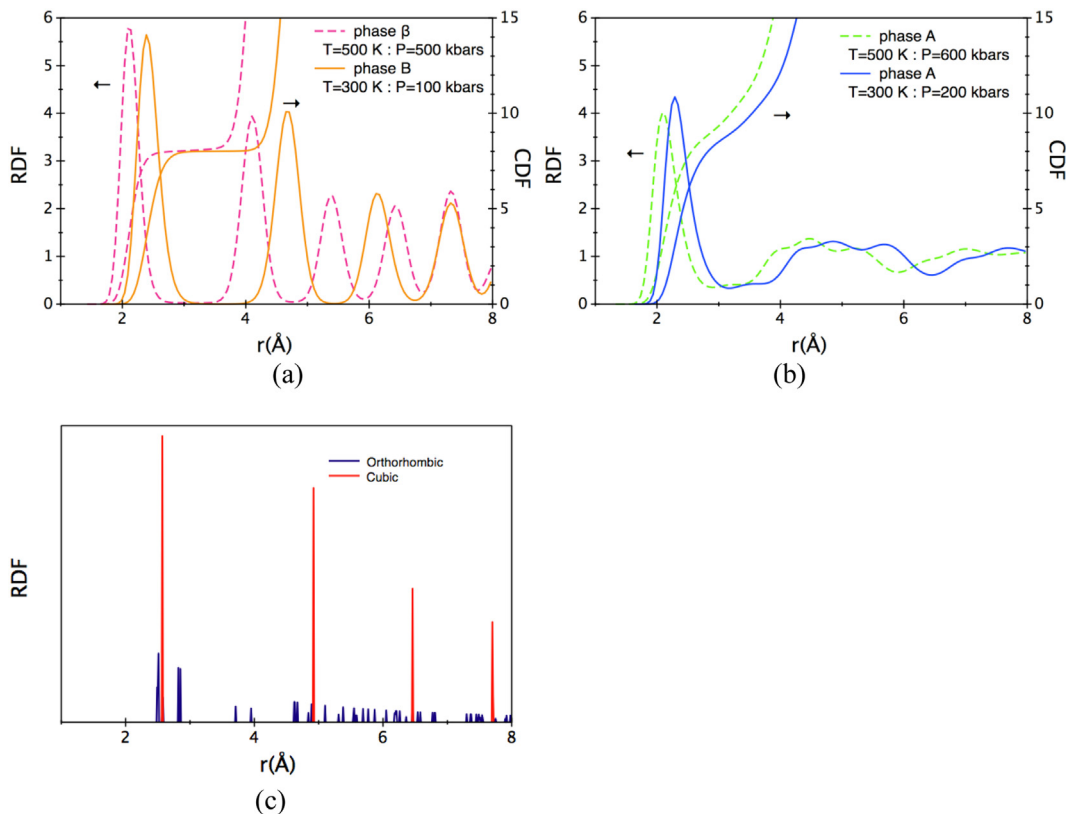 6
5
4
3
2
1
0
RDF
15
10
5
0
CDF
phase β
T=500 K : P=500 kbars
phase B
T=300 K : P=100 kbars
←
→
2
4
6
8
r(Å)
(a)
6
5
4
3
2
1
0
RDF
15
10
5
0
CDF
phase A
T=500 K : P=600 kbars
phase A
T=300 K : P=200 kbars
←
→
2
4
6
8
r(Å)
(b)
RDF
Orthorhombic
Cubic
2
4
6
8
r(Å)
(c)